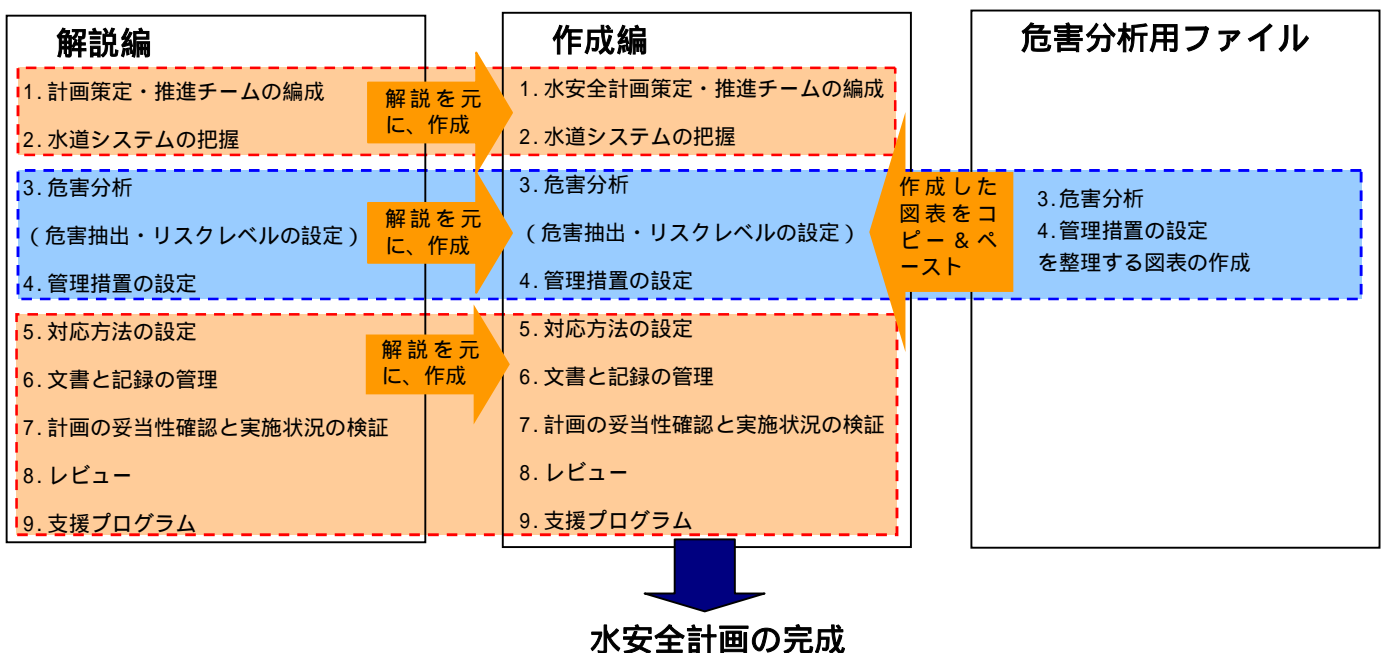 解説編
1.計画策定・推進チームの編成
2.水道システムの把握
3.危害分析
(危害抽出・リスクレベルの設定)
4.管理措置の設定
5.対応方法の設定
6.文書と記録の管理
7.計画の妥当性確認と実施状況の検証
8.レビュー
9.支援プログラム
解説を元
に、作成
解説を元
に、作成
解説を元
に、作成
作成編
1.水安全計画策定・推進チームの編成
2.水道システムの把握
3.危害分析
(危害抽出・リスクレベルの設定)
4.管理措置の設定
5.対応方法の設定
6.文書と記録の管理
7.計画の妥当性確認と実施状況の検証
8.レビュー
9.支援プログラム
作成した
図表をコ
ピー&ペ
ースト
危害分析用ファイル
3.危害分析
4.管理措置の設定
を整理する図表の作成
水安全計画の完成